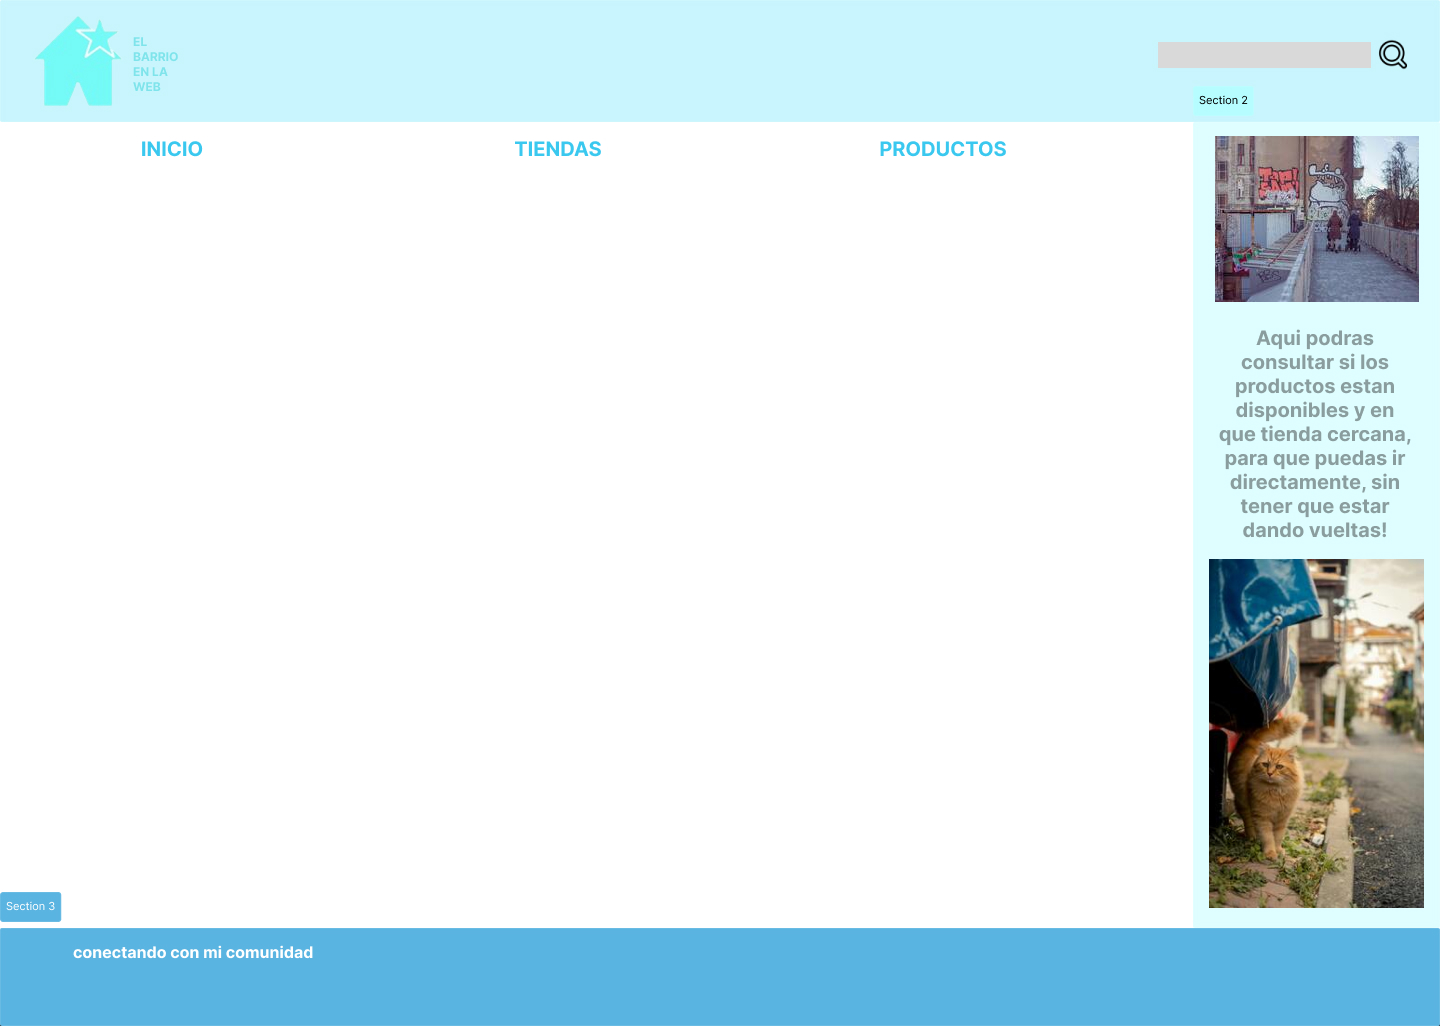 EL
BARRIO
EN LA
WEB
Section 2
INICIO
TIENDAS
PRODUCTOS
Aqui podras
consultar si los
productos estan
disponibles y en
que tienda cercana,
para que puedas ir
directamente, sin
tener que estar
dando vueltas!
Section 3
conectando con mi comunidad